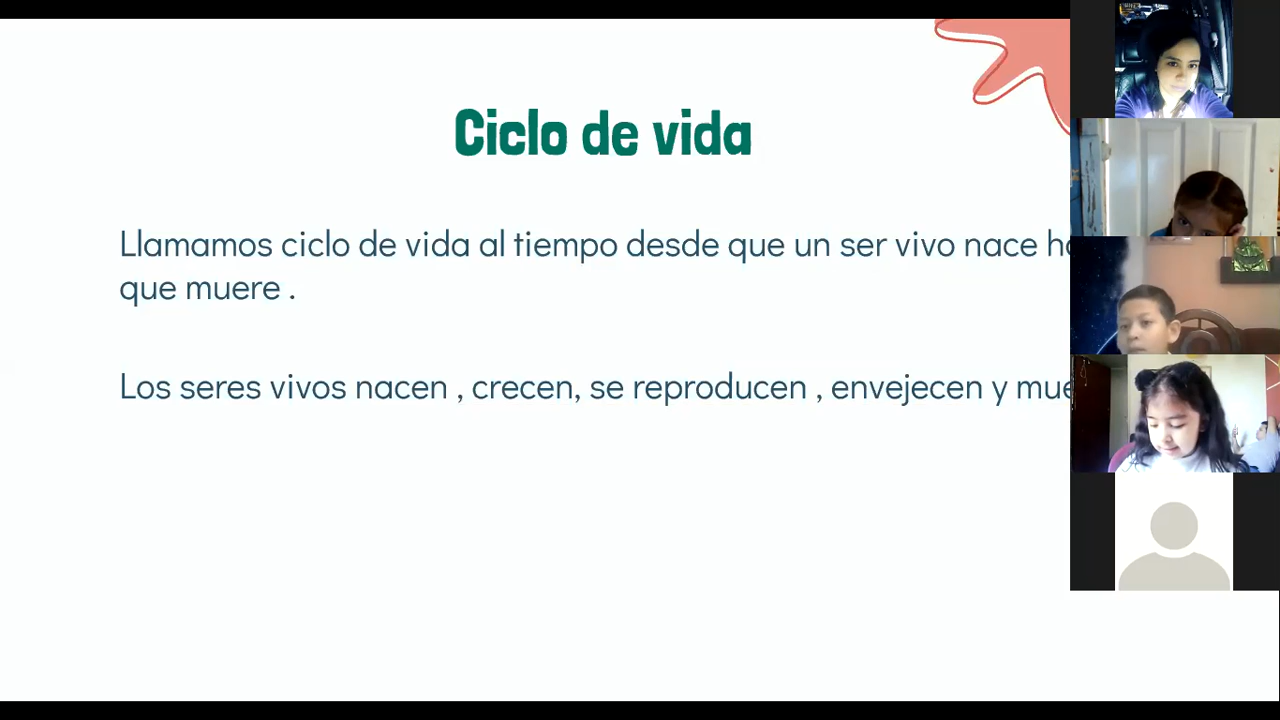 Ciclo de vida
Llamamos ciclo de vida al tiempo desde que un ser vivo nace
que muere .
Los seres vivos nacen , crecen, se reproducen , envejecen y